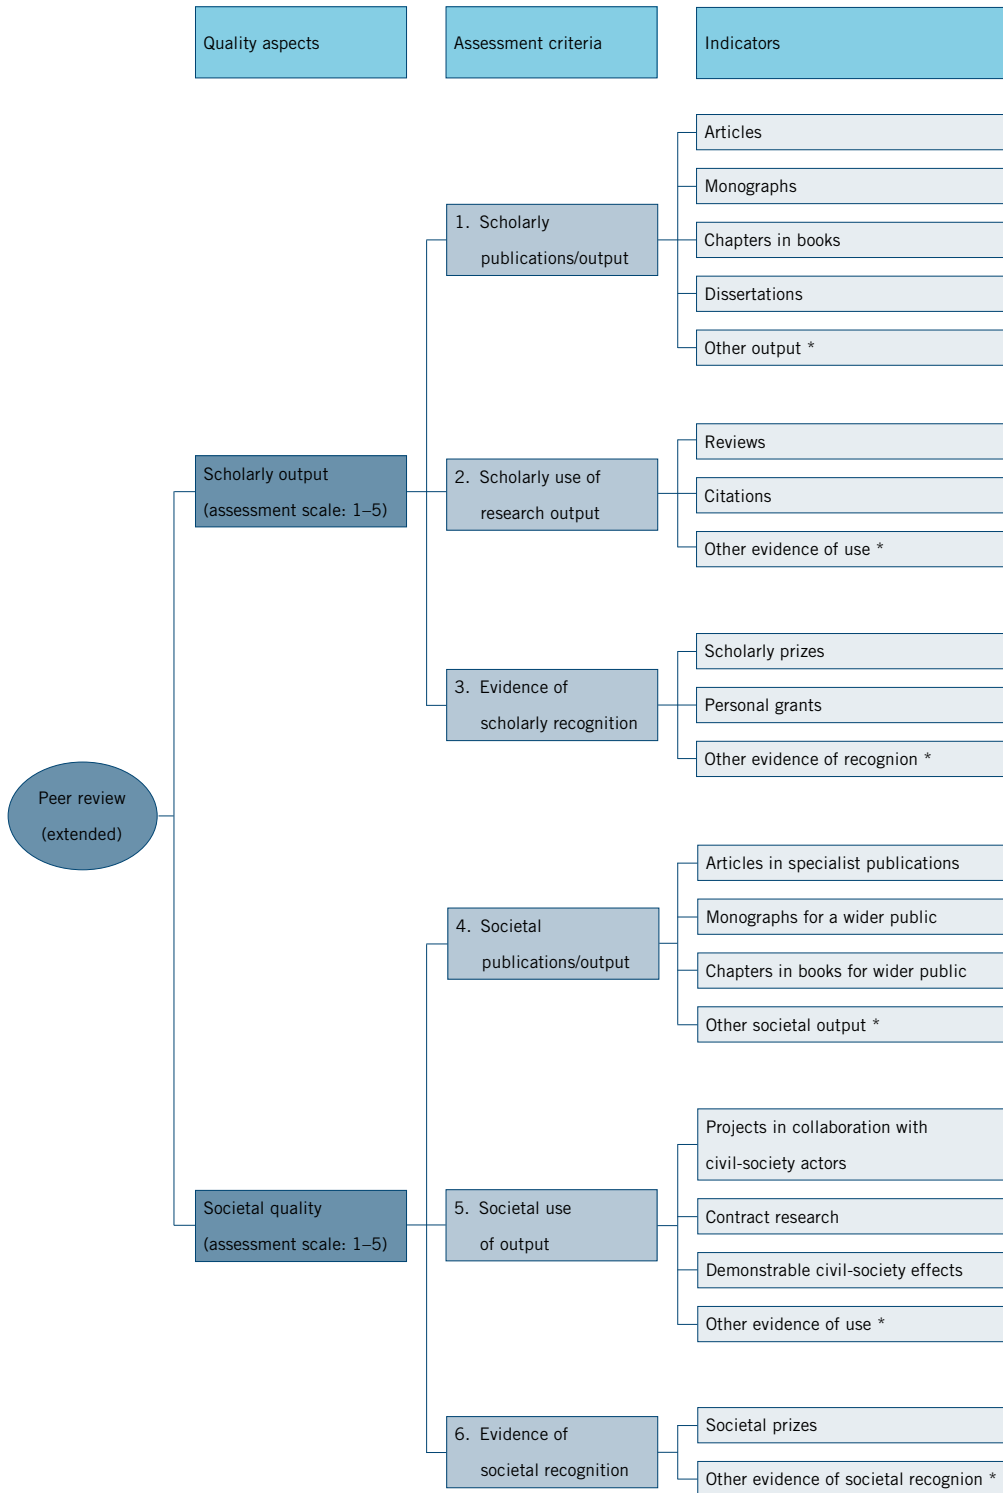 Quality aspects
Assessment criteria
Indicators
Articles
Monographs
1. Scholarly
publications/output
Chapters in books
Dissertations
Other output *
Reviews
Scholarly output
(assessment scale: 1–5)
2. Scholarly use of
research output
Citations
Other evidence of use *
Scholarly prizes
3. Evidence of
scholarly recognition
Personal grants
Other evidence of recognion *
Peer review
(extended)
Articles in specialist publications
Monographs for a wider public
4. Societal
publications/output
Chapters in books for wider public
Other societal output *
Projects in collaboration with
civil-society actors
Societal quality
(assessment scale: 1–5)
5. Societal use
of output
Contract research
Demonstrable civil-society effects
Other evidence of use *
Societal prizes
6. Evidence of
societal recognition
Other evidence of societal recognion *